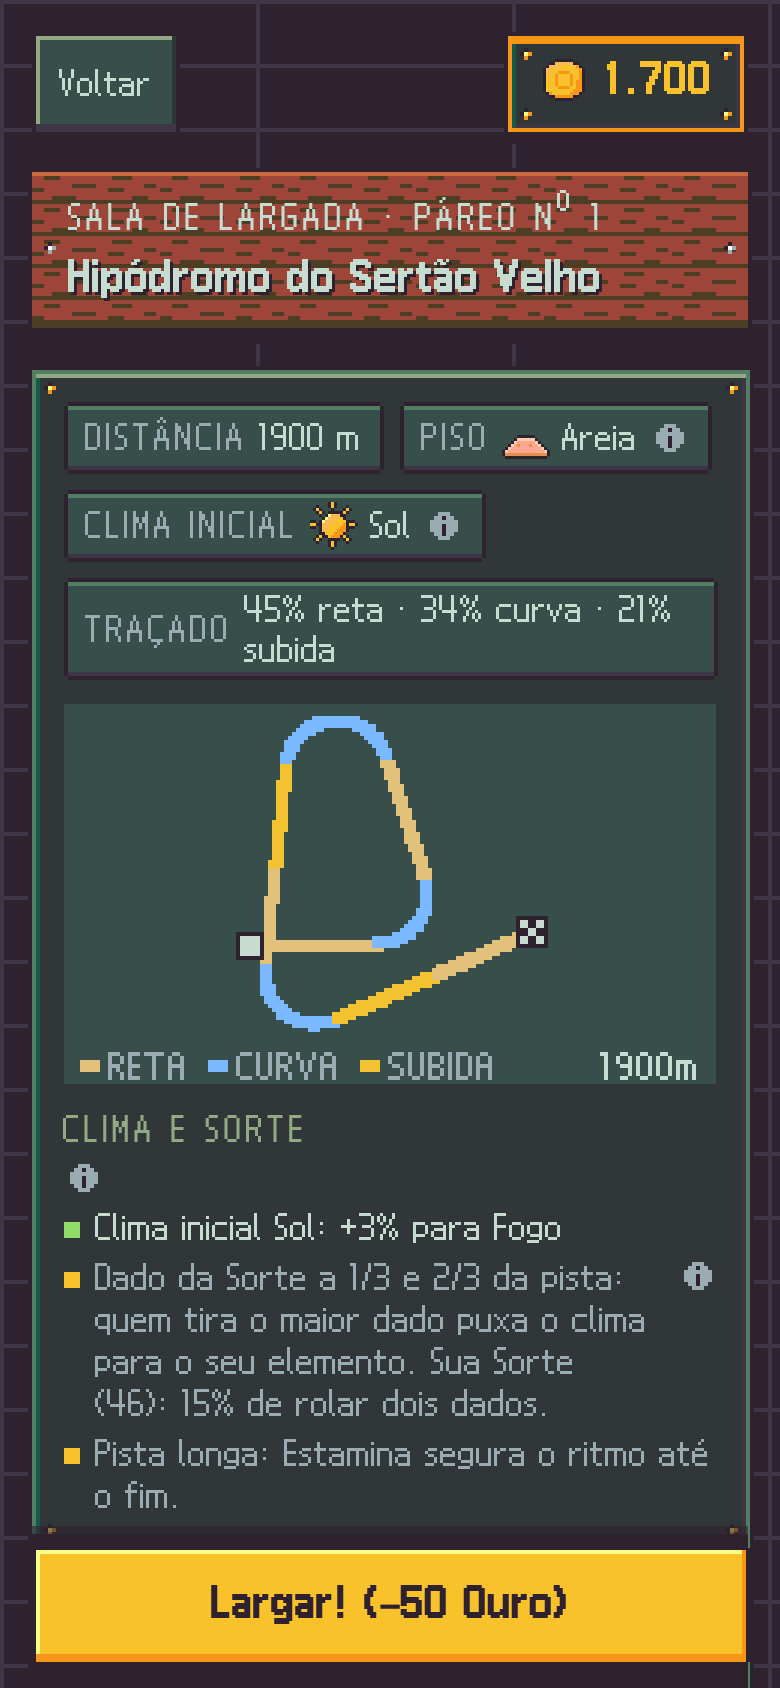 Voltar
1.700
SALA DE LARGADA · PÁREO Nº 1
Hipódromo do Sertão Velho
DISTÂNCIA 1900 m
PISO Areia
CLIMA INICIAL Sol
TRAÇADO 45% reta · 34% curva · 21%
subida
RETA CURVA SUBIDA 1900m
CLIMA E SORTE
Clima inicial Sol: +3% para Fogo
Dado da Sorte a 1/3 e 2/3 da pista:
quem tira o maior dado puxa o clima
para o seu elemento. Sua Sorte
(46): 15% de rolar dois dados.
Pista longa: Estamina segura o ritmo até
o fim.
Largar! (−50 Ouro)